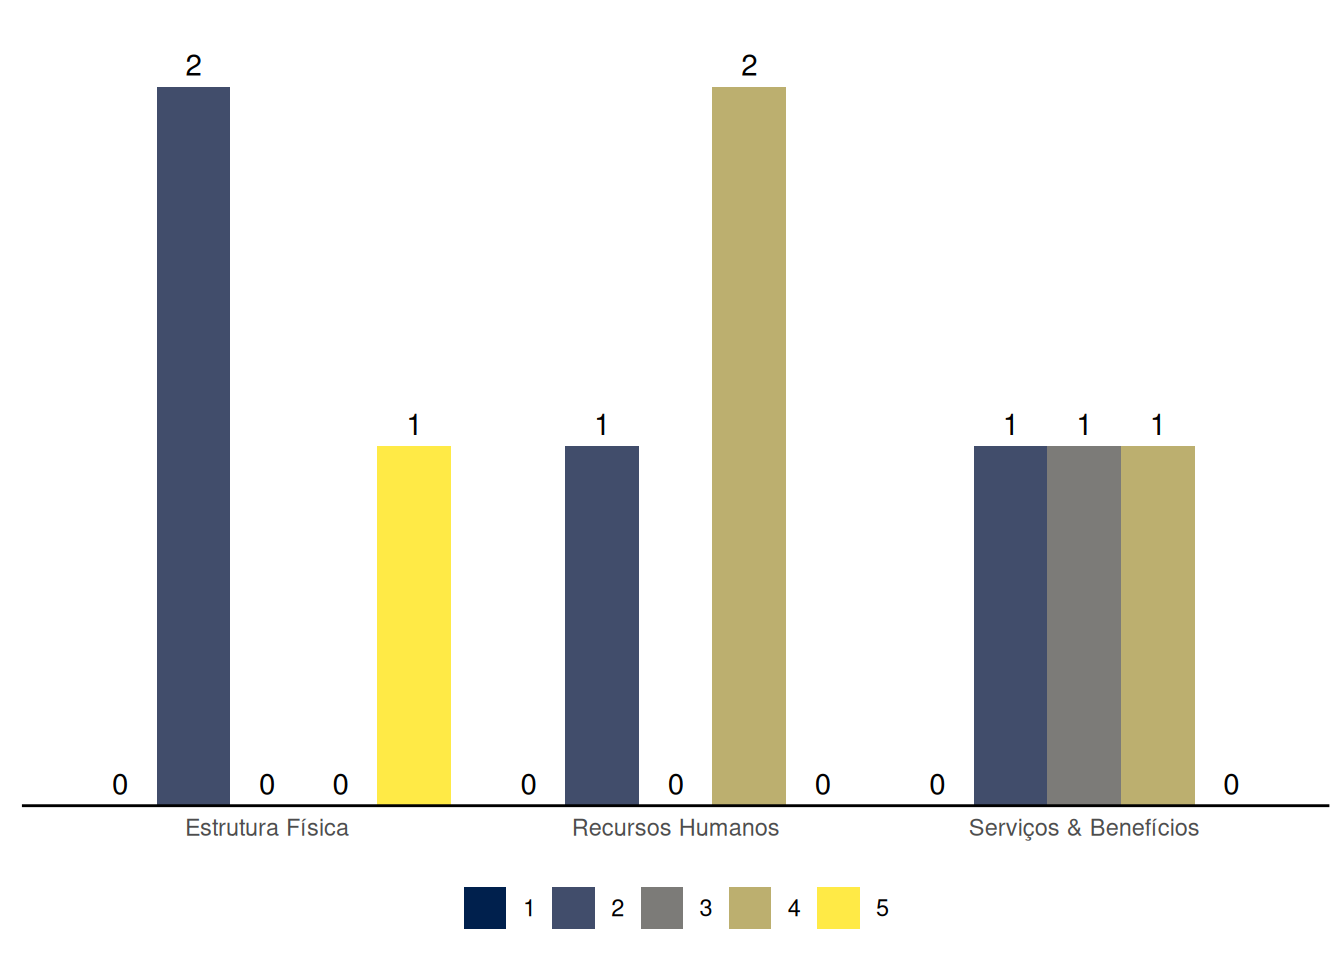 2 2
1 1 1 1 1
0 0 0 0 0 0 0 0
Estrutura Física Recursos Humanos Serviços & Benefícios
1 2 3 4 5